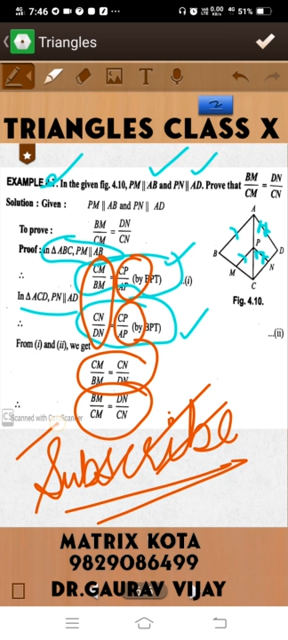 7:46
4G 51%
Triangles
TRIANGLES CLASS X
In the given fig. 4.10, PM || AB and PN || AD. Prove that BM/CM = DN/CN
Solution : Given : PM || AB and PN || AD
To prove : BM/CM = DN/CN
Proof: in Δ ABC, PM || AB
∴ CM/BM = CP/AP (by BPT) ...(i)
In Δ ACD, PN || AD
∴ CN/DN = CP/AP (by BPT) ...(ii)
From (i) and (ii), we get
CM/BM = CN/DN
∴ BM/CM = DN/CN
A
B
P
D
M
N
C
Fig. 4.10.
CS Scanned with CamScanner
Subscribe
MATRIX KOTA
9829086499
DR.GAURAV VIJAY